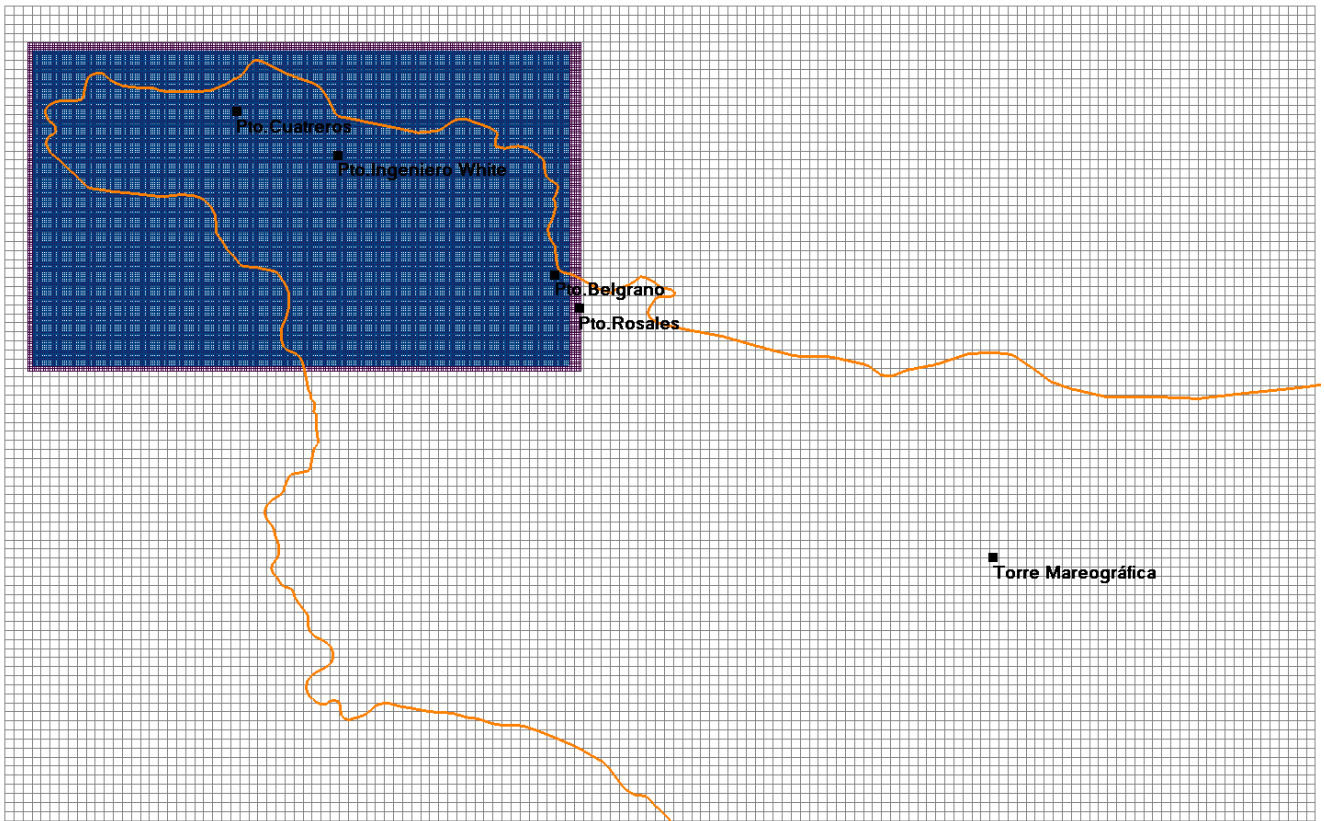 Pto.Cuatreros
Pto.Ingeniero White
Pto.Belgrano
Pto.Rosales
Torre Mareográfica